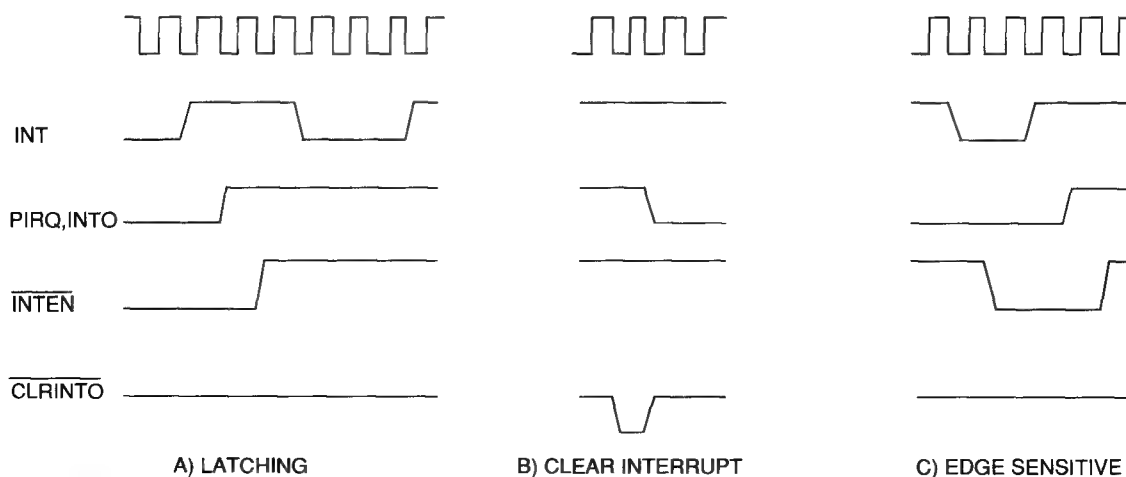 INT
PIRQ,INTO
INTEN
CLRINTO
A) LATCHING
B) CLEAR INTERRUPT
C) EDGE SENSITIVE